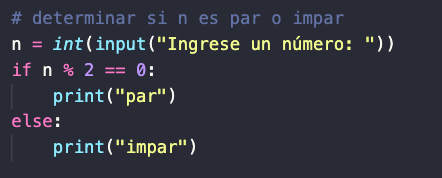 # determinar si n es par o impar
n = int(input("Ingrese un número: "))
if n % 2 == 0:
    print("par")
else:
    print("impar")